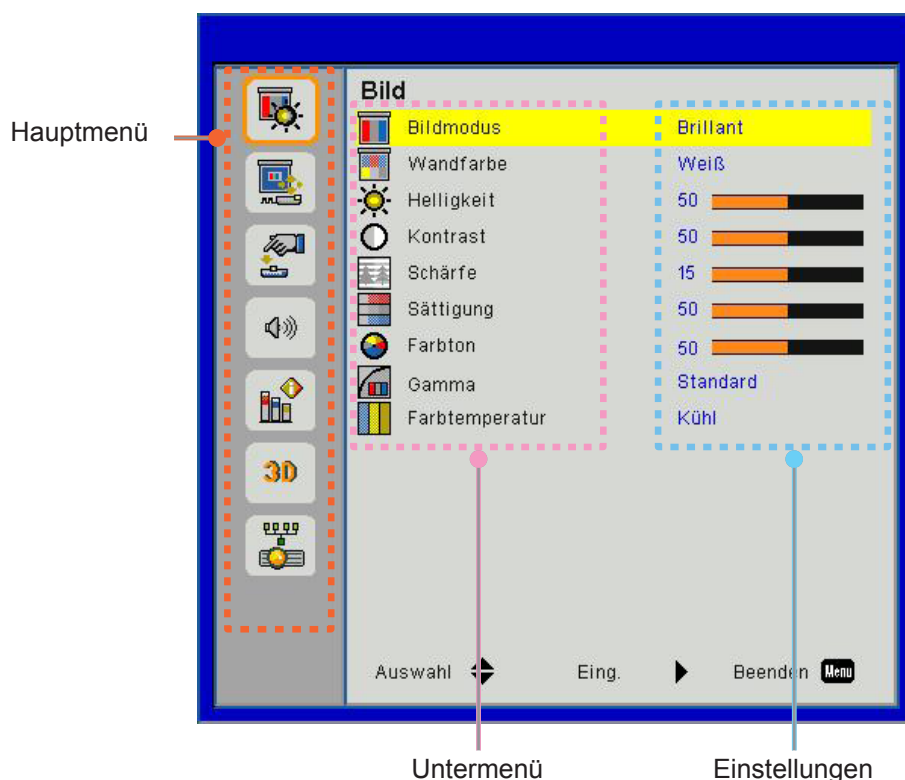 Bild
Hauptmenü
Bildmodus Brillant
Wandfarbe Weiß
Helligkeit 50
Kontrast 50
Schärfe 15
Sättigung 50
Farbton 50
Gamma Standard
Farbtemperatur Kühl
3D
Auswahl Eing. Beenden Menu
Untermenü Einstellungen